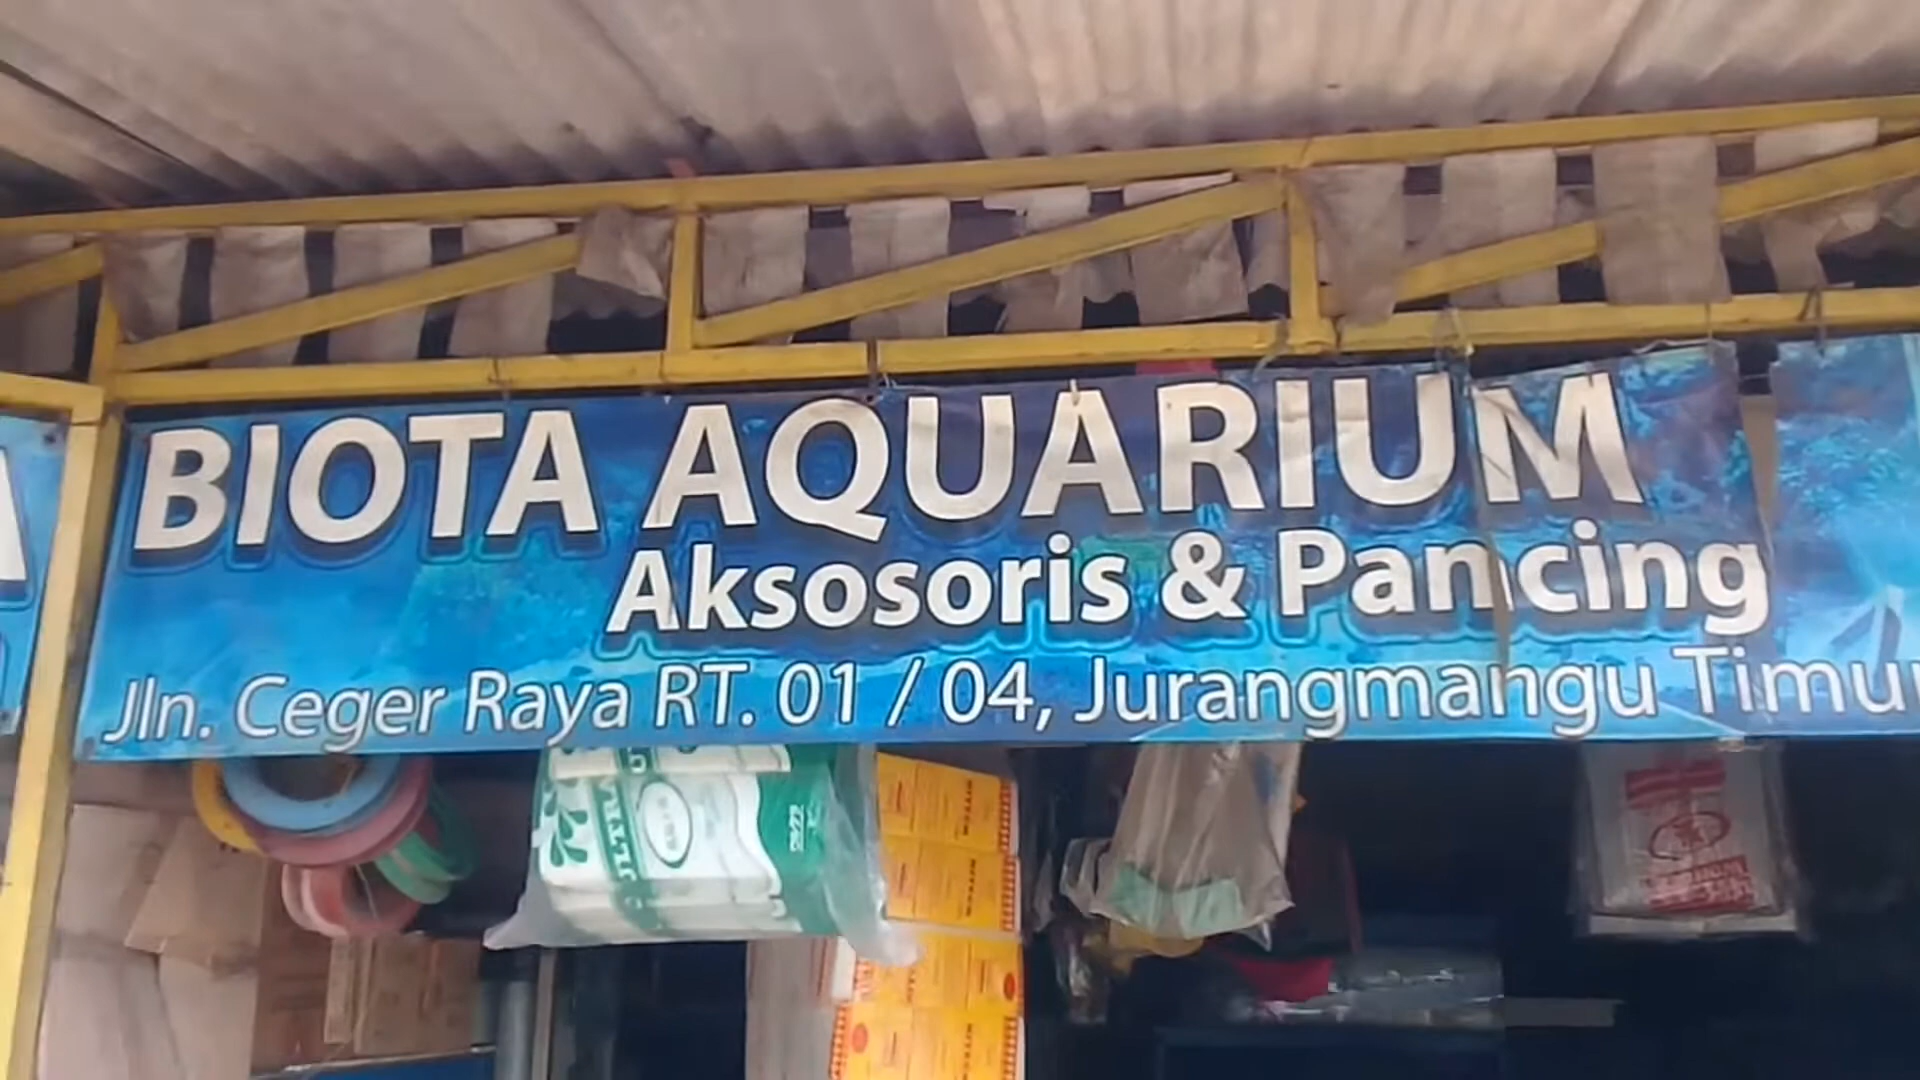 BIOTA AQUARIUM
Aksosoris & Pancing
Jln. Ceger Raya RT. 01 / 04, Jurangmangu Timur